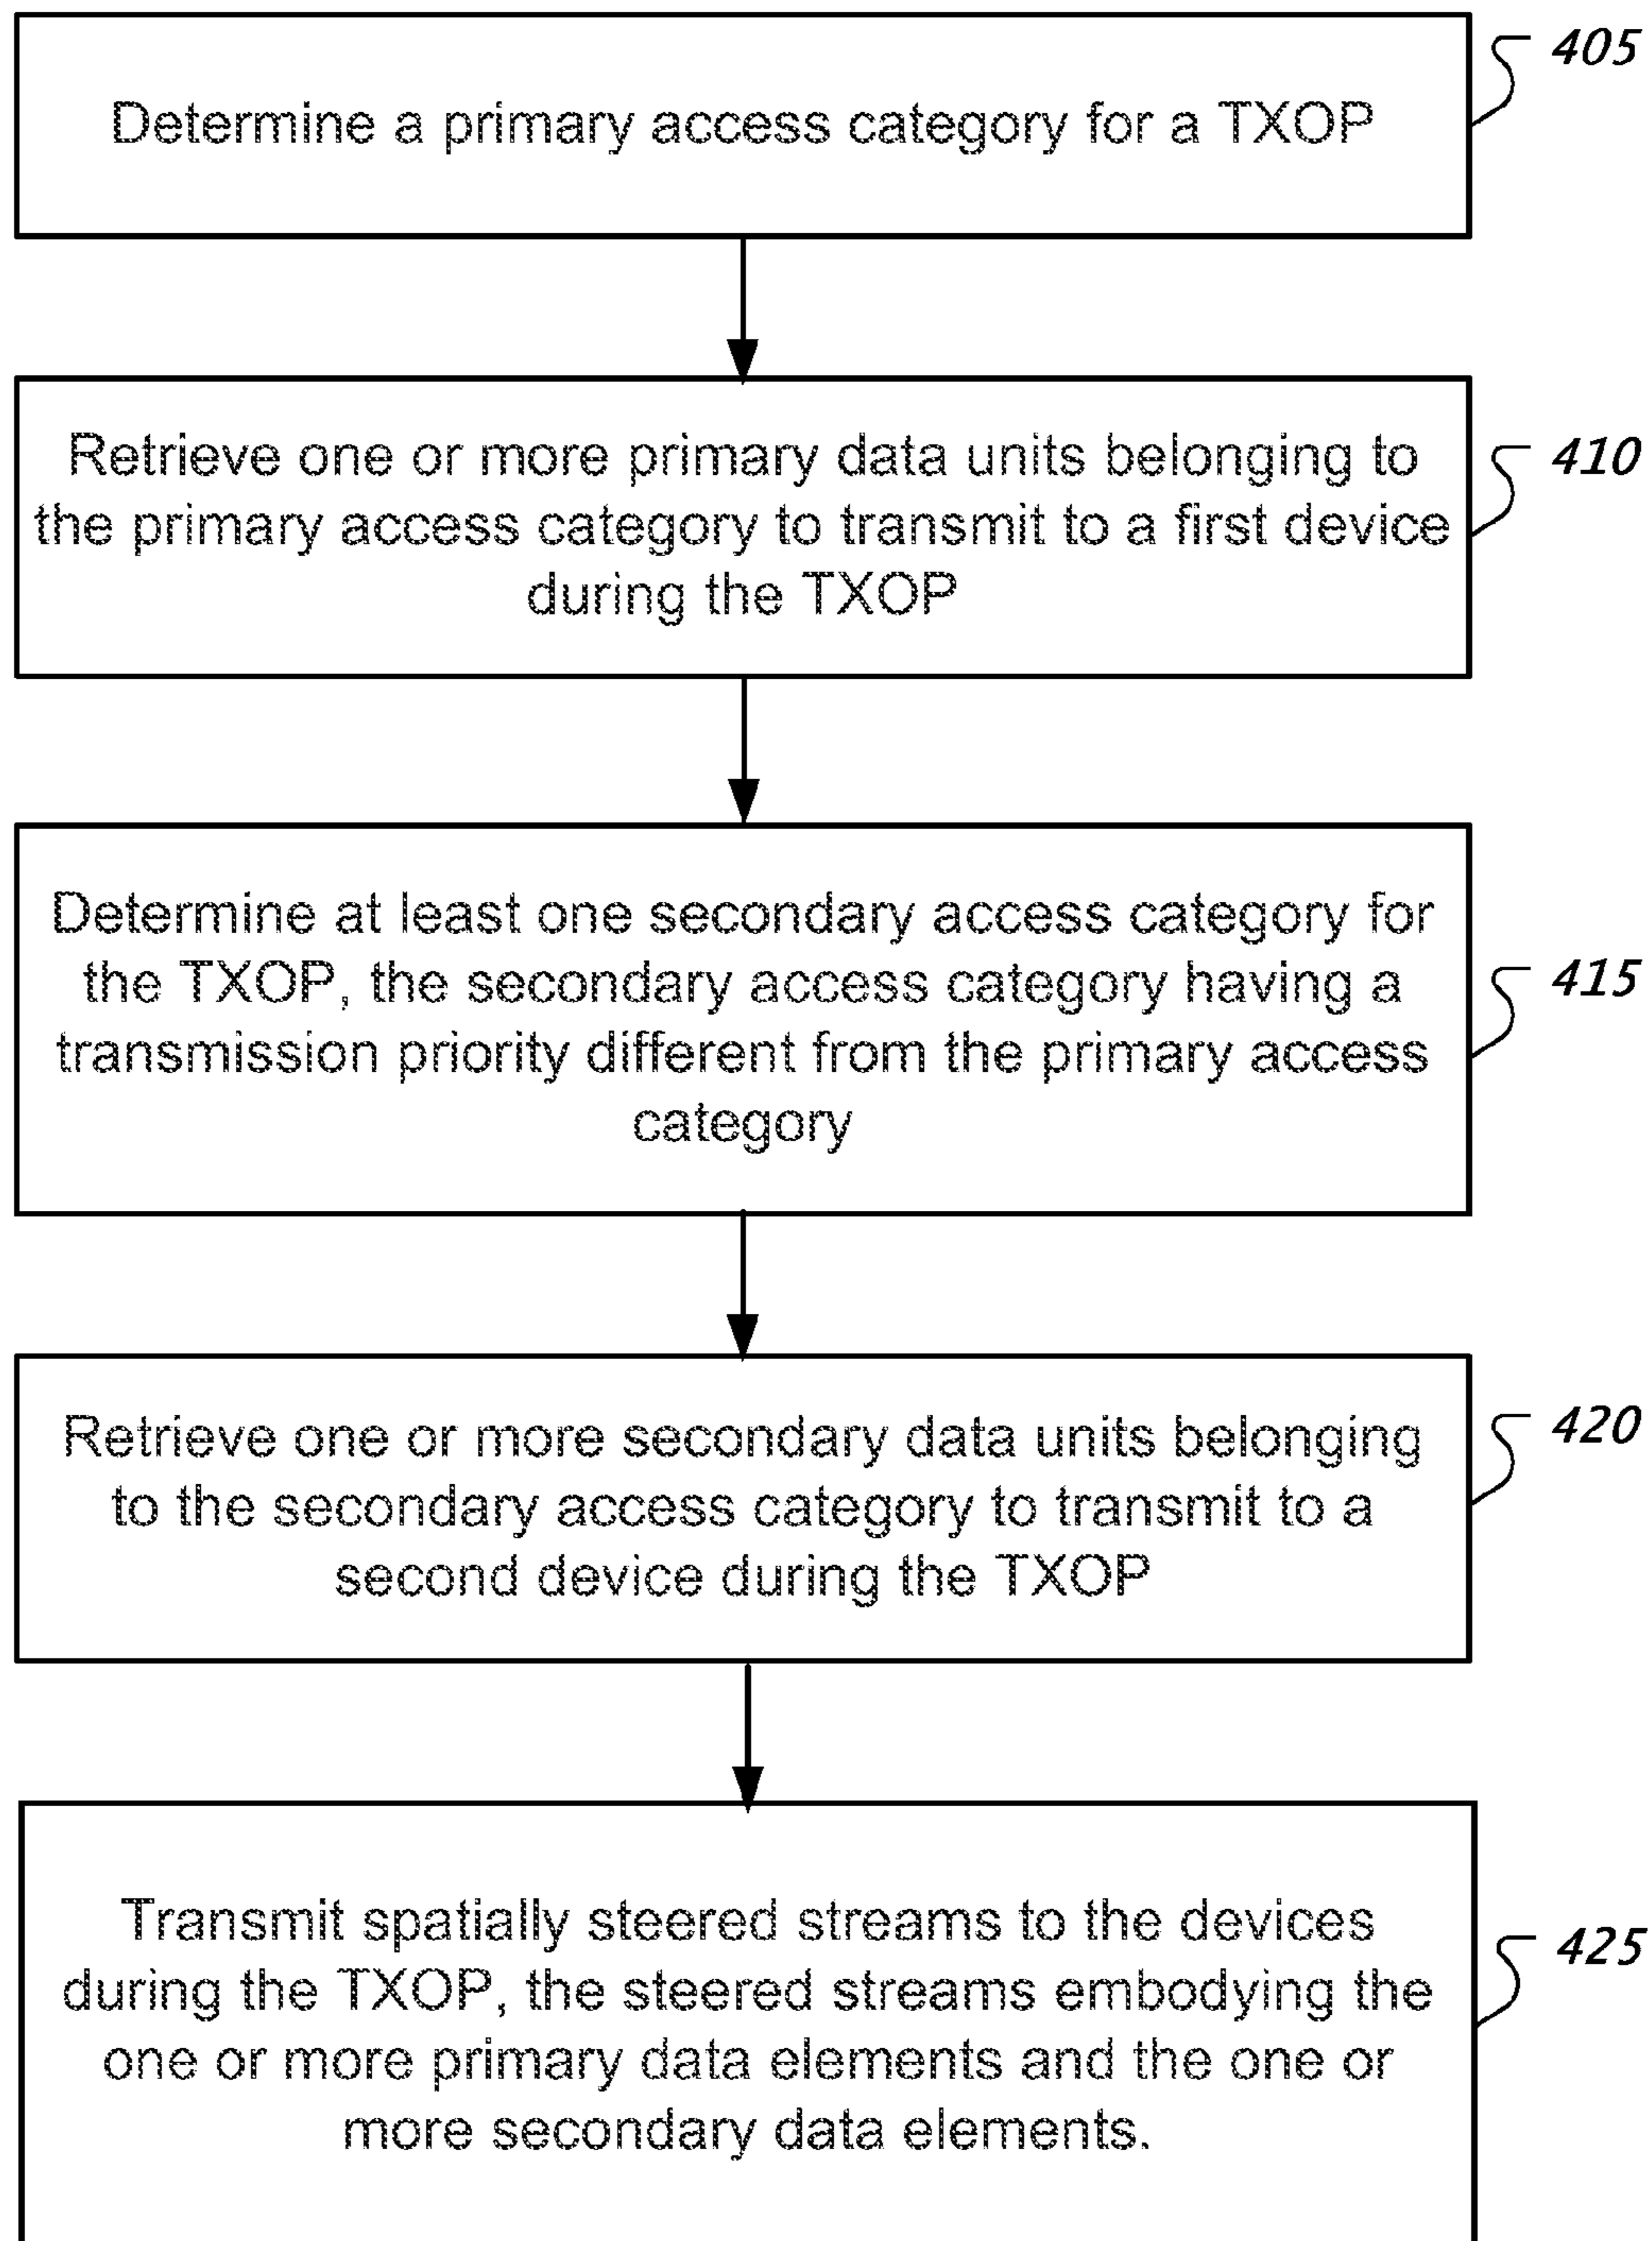 Determine a primary access category for a TXOP
405
Retrieve one or more primary data units belonging to
the primary access category to transmit to a first device
during the TXOP
410
Determine at least one secondary access category for
the TXOP, the secondary access category having a
transmission priority different from the primary access
category
415
Retrieve one or more secondary data units belonging
to the secondary access category to transmit to a
second device during the TXOP
420
Transmit spatially steered streams to the devices
during the TXOP, the steered streams embodying the
one or more primary data elements and the one or
more secondary data elements.
425